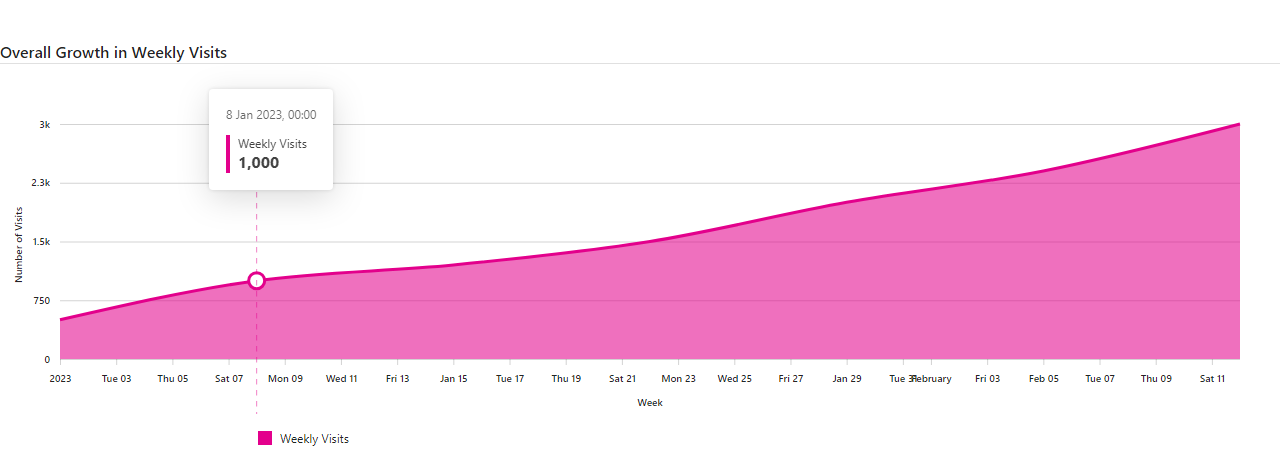 Overall Growth in Weekly Visits
8 Jan 2023, 00:00
Weekly Visits
1,000
3k
2.3k
1.5k
750
0
Number of Visits
2023 Tue 03 Thu 05 Sat 07 Mon 09 Wed 11 Fri 13 Jan 15 Tue 17 Thu 19 Sat 21 Mon 23 Wed 25 Fri 27 Jan 29 Tue 31 February Fri 03 Feb 05 Tue 07 Thu 09 Sat 11
Week
Weekly Visits